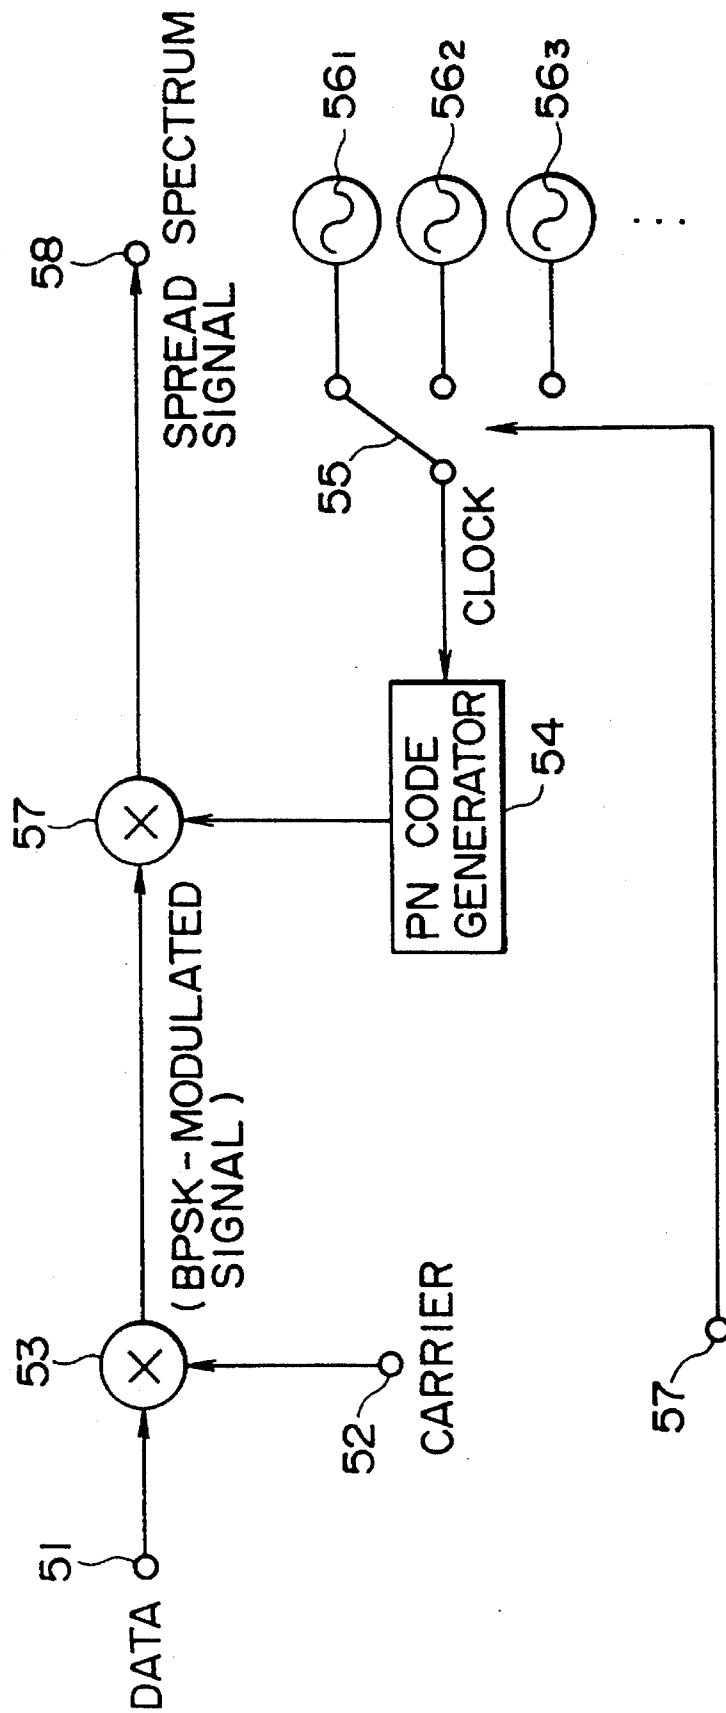 DATA
51
53
(BPSK-MODULATED
SIGNAL)
57
58
SPREAD SPECTRUM
SIGNAL
52
CARRIER
PN CODE
GENERATOR
54
CLOCK
55
561
562
563
...
57